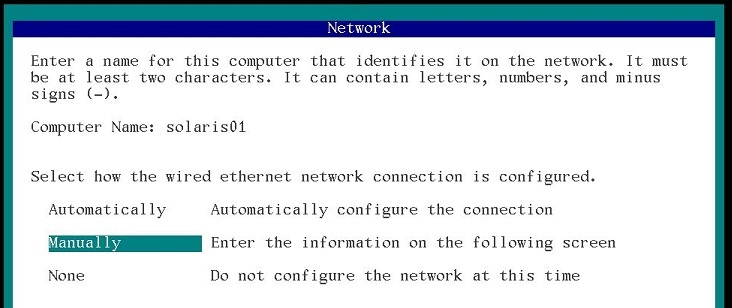 Network
Enter a name for this computer that identifies it on the network. It must
be at least two characters. It can contain letters, numbers, and minus
signs (-).
Computer Name: solaris01
Select how the wired ethernet network connection is configured.
Automatically Automatically configure the connection
Manually Enter the information on the following screen
None Do not configure the network at this time